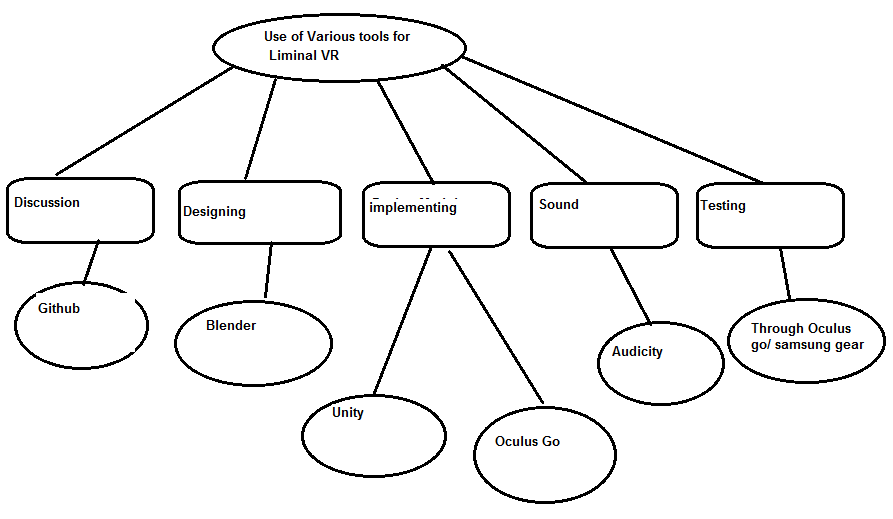 Use of Various tools for
Liminal VR
Discussion
Designing
implementing
Sound
Testing
Github
Blender
Unity
Oculus Go
Audicity
Through Oculus
go/ samsung gear